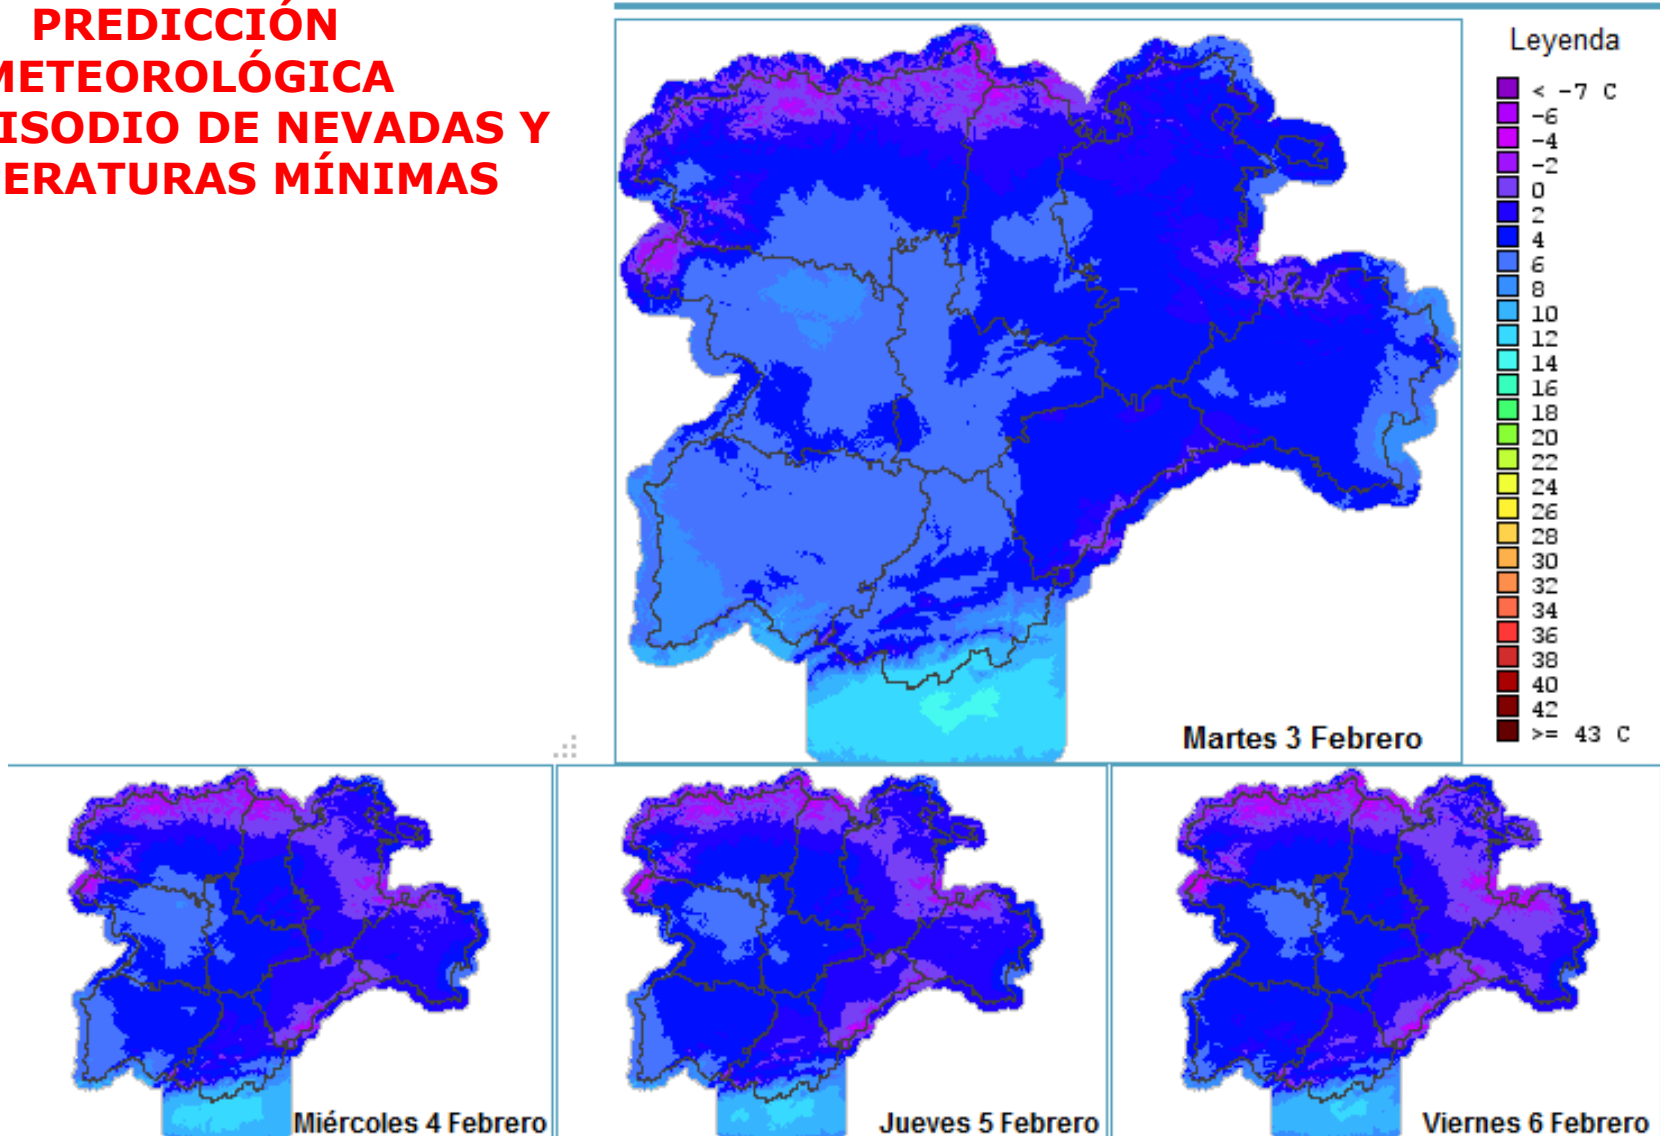 PREDICCIÓN
METEOROLÓGICA
ISODIO DE NEVADAS Y
ERATURAS MÍNIMAS
Leyenda
< -7 C
-6
-4
-2
0
2
4
6
8
10
12
14
16
18
20
22
24
26
28
30
32
34
36
38
40
42
>= 43 C
Martes 3 Febrero
Miércoles 4 Febrero
Jueves 5 Febrero
Viernes 6 Febrero